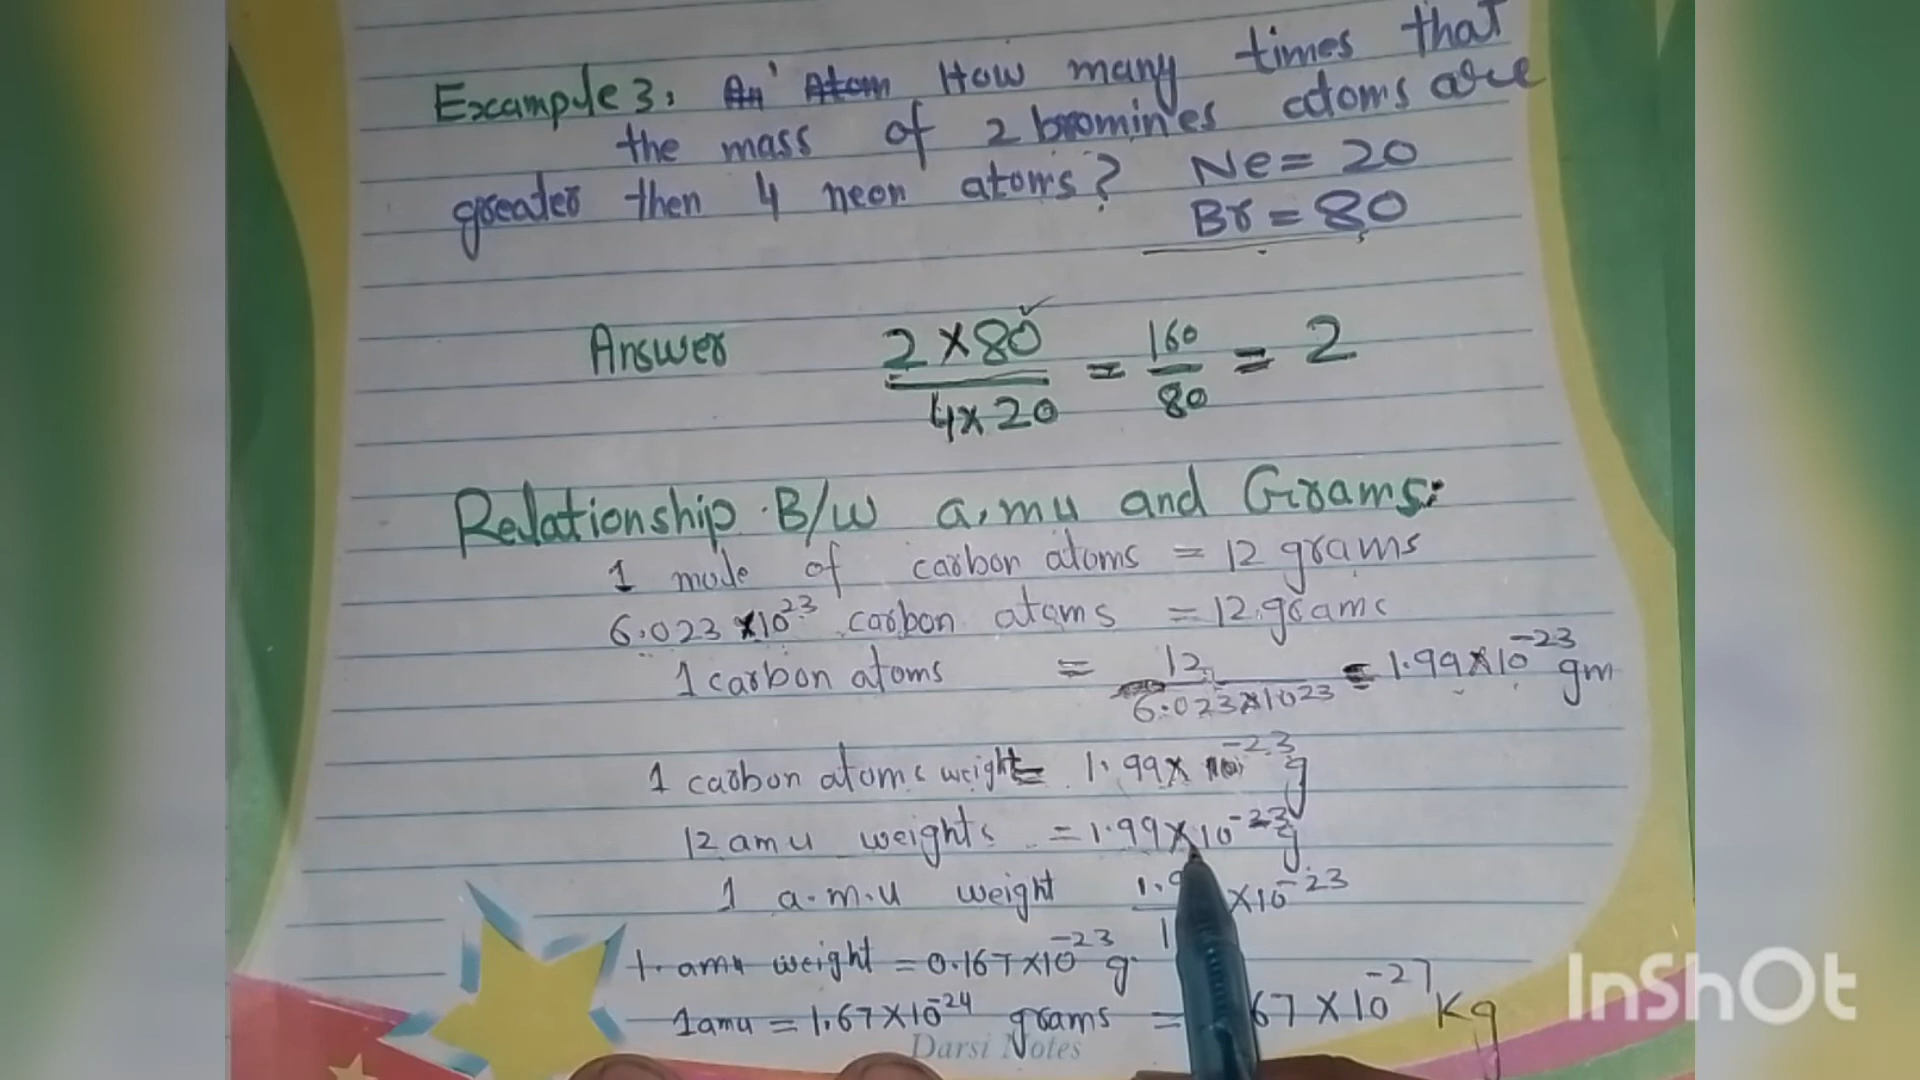 Example 3: An Atom How many times that
the mass of 2 bromines atoms are
greater then 4 neon atoms? Ne = 20
Br = 80
Answer 2 × 80 / 4 × 20 = 160 / 80 = 2
Relationship B/w a.mu and Grams:
1 mole of carbon atoms = 12 grams
6.023 × 10^23 carbon atoms = 12 grams
1 carbon atoms = 12 / 6.023 × 10^23 = 1.99 × 10^-23 gm
1 carbon atoms weight = 1.99 × 10^-23 g
12 amu weights = 1.99 × 10^-23 g
1 a.m.u weight × 10^-23
1 amu weight = 0.167 × 10^-23 g
1 amu = 1.67 × 10^-24 grams = 67 × 10^-27 Kg
Darsi Notes
InShOt